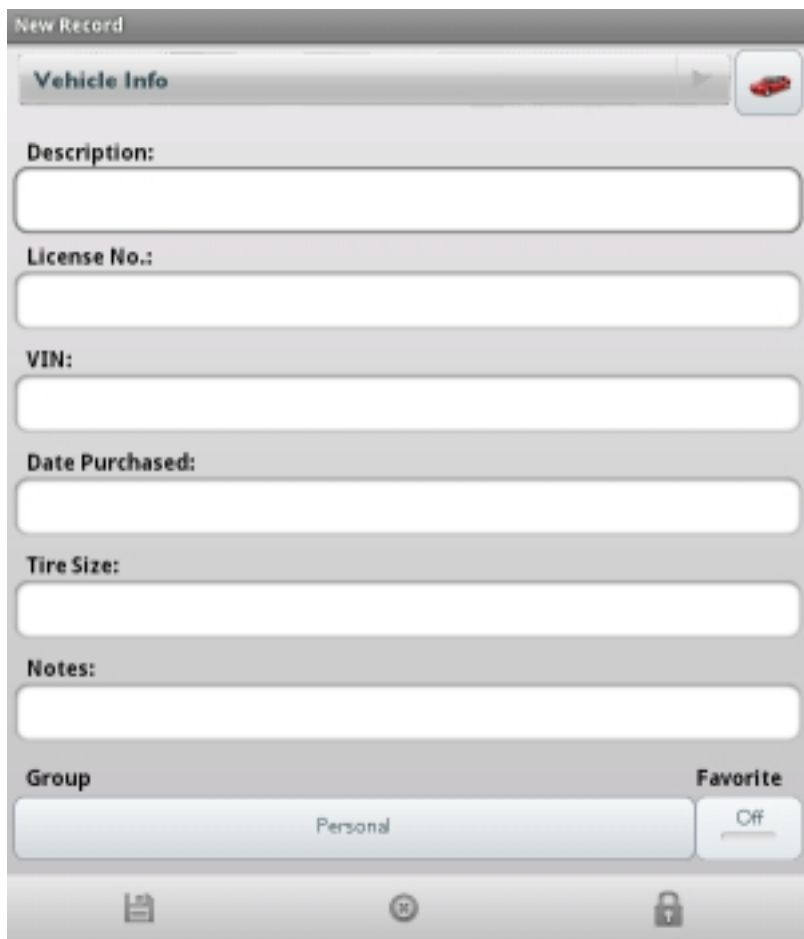 New Record
Vehicle Info
Description:
License No.:
VIN:
Date Purchased:
Tire Size:
Notes:
Group Favorite
Personal Off